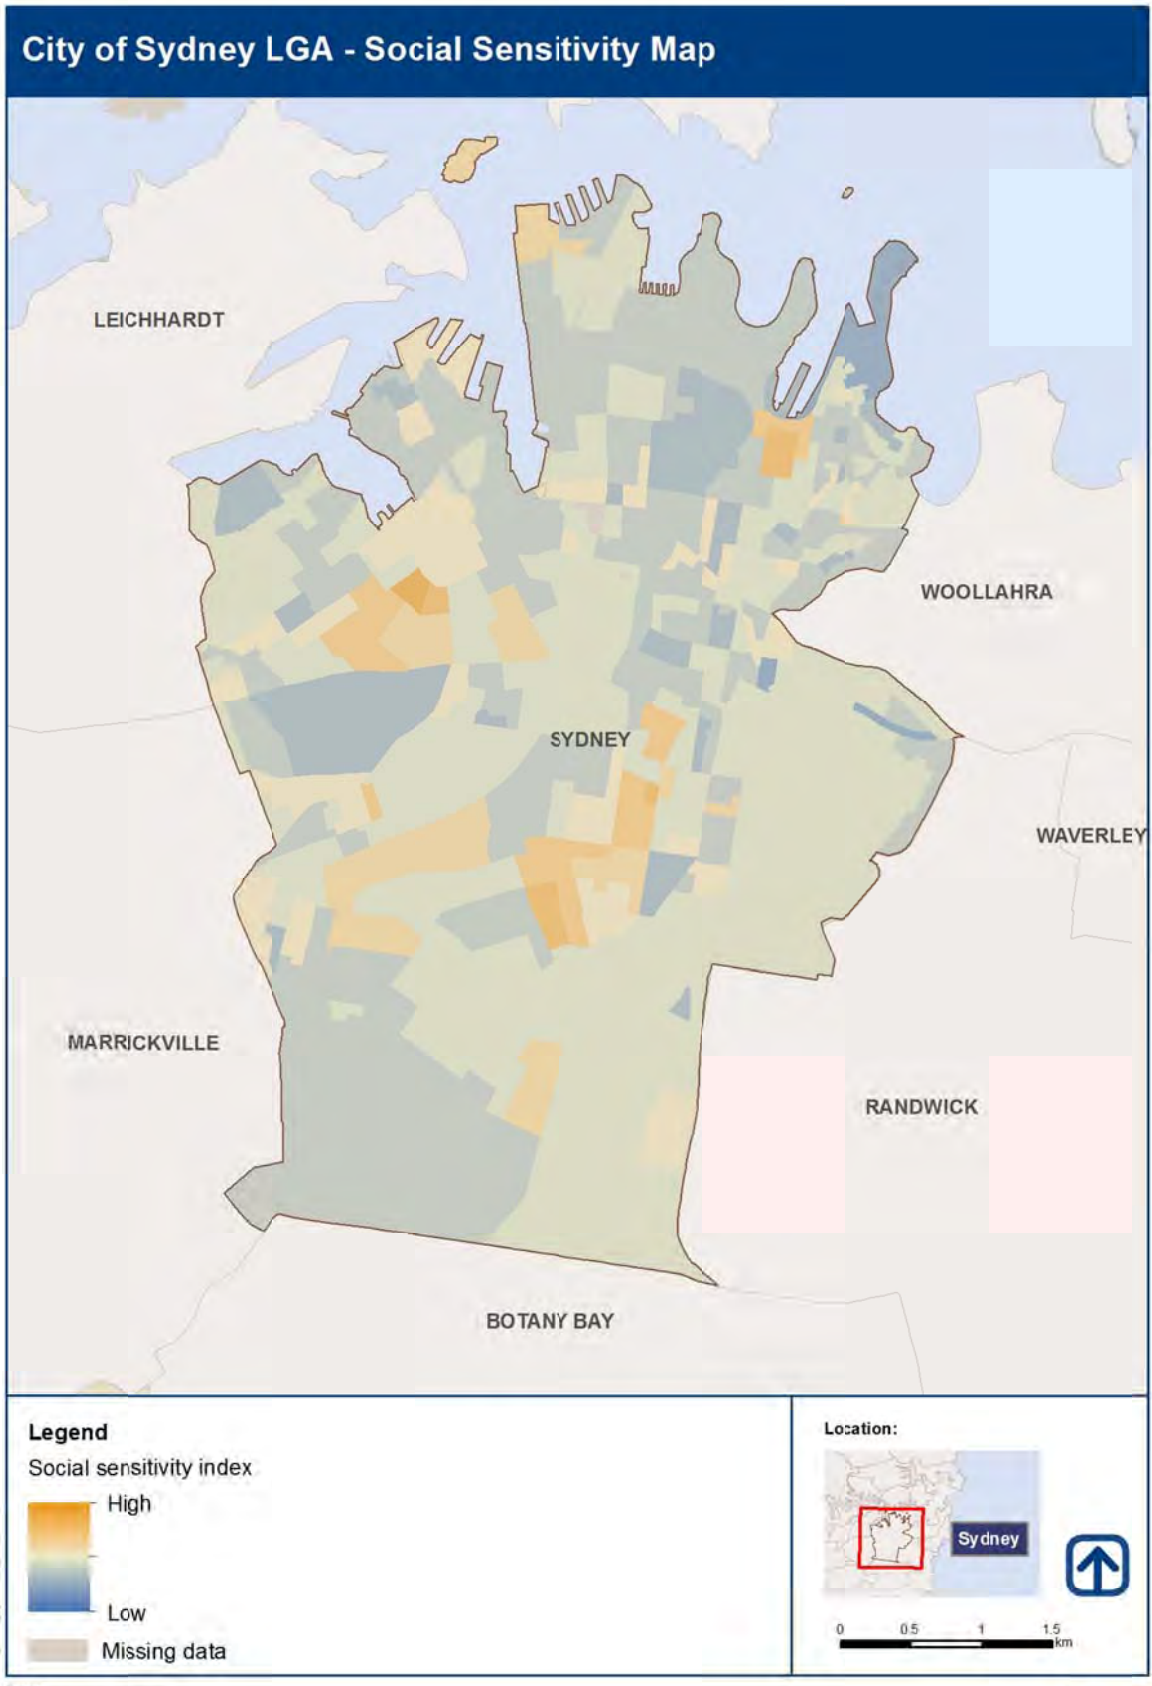 City of Sydney LGA - Social Sensitivity Map
LEICHHARDT
WOOLLAHRA
SYDNEY
WAVERLEY
MARRICKVILLE
RANDWICK
BOTANY BAY
Legend
Social sensitivity index
High
Low
Missing data
Location:
Sydney
0 0.5 1 1.5
km